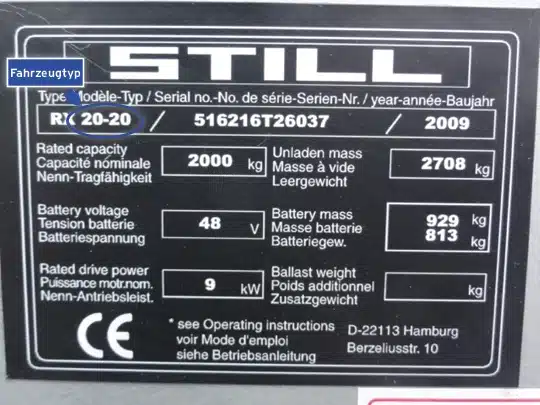 STILL
Fahrzeugtyp
Type-Modèle-Typ / Serial no.-No. de série-Serien-Nr. / year-année-Baujahr
RX 20-20 / 516216T26037 / 2009
Rated capacity
Capacité nominale
Nenn-Tragfähigkeit
2000 kg
Unladen mass
Masse à vide
Leergewicht
2708 kg
Battery voltage
Tension batterie
Batteriespannung
48 V
Battery mass
Masse batterie
Batteriegew.
929 kg
813 kg
Rated drive power
Puissance motr.nom.
Nenn-Antriebsleist.
9 kW
Ballast weight
Poids additionnel
Zusatzgewicht
kg
CE
* see Operating instructions
voir Mode d'emploi
siehe Betriebsanleitung
D-22113 Hamburg
Berzeliusstr. 10